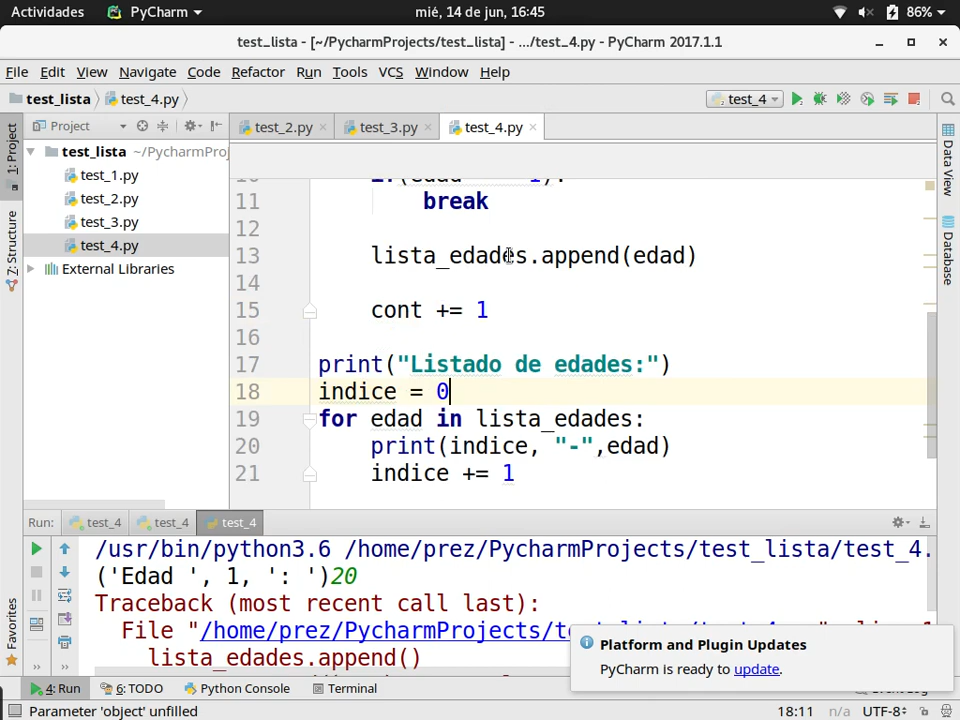 Actividades PyCharm mié, 14 de jun, 16:45 86%
test_lista - [~/PycharmProjects/test_lista] - .../test_4.py - PyCharm 2017.1.1
File Edit View Navigate Code Refactor Run Tools VCS Window Help
test_lista test_4.py test_4
1: Project
7: Structure
Favorites
Project
test_lista ~/PycharmProj
test_1.py
test_2.py
test_3.py
test_4.py
External Libraries
test_2.py test_3.py test_4.py
11 break
12
13 lista_edades.append(edad)
14
15 cont += 1
16
17 print("Listado de edades:")
18 indice = 0
19 for edad in lista_edades:
20 print(indice, "-",edad)
21 indice += 1
Data View
Database
Run: test_4 test_4 test_4
/usr/bin/python3.6 /home/prez/PycharmProjects/test_lista/test_4.
('Edad ', 1, ': ')20
Traceback (most recent call last):
File "/home/prez/PycharmProjects/te
lista_edades.append()
Platform and Plugin Updates
PyCharm is ready to update.
4: Run 6: TODO Python Console Terminal
Parameter 'object' unfilled 18:11 n/a UTF-8